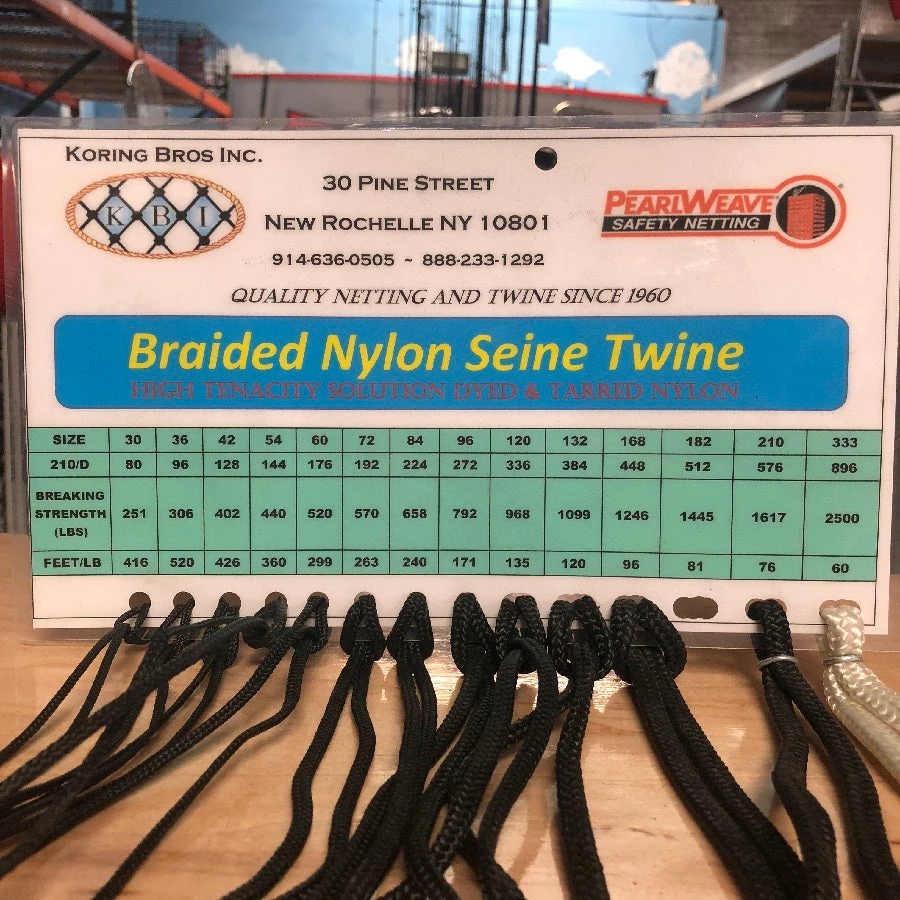 KORING BROS INC.
30 PINE STREET
NEW ROCHELLE NY 10801
914-636-0505 ~ 888-233-1292
KBI
PEARLWEAVE
SAFETY NETTING
QUALITY NETTING AND TWINE SINCE 1960
Braided Nylon Seine Twine
HIGH TENACITY SOLUTION DYED & TARRED NYLON
SIZE 30 36 42 54 60 72 84 96 120 132 168 182 210 333
210/D 80 96 128 144 176 192 224 272 336 384 448 512 576 896
BREAKING
STRENGTH
(LBS) 251 306 402 440 520 570 658 792 968 1099 1246 1445 1617 2500
FEET/LB 416 520 426 360 299 263 240 171 135 120 96 81 76 60